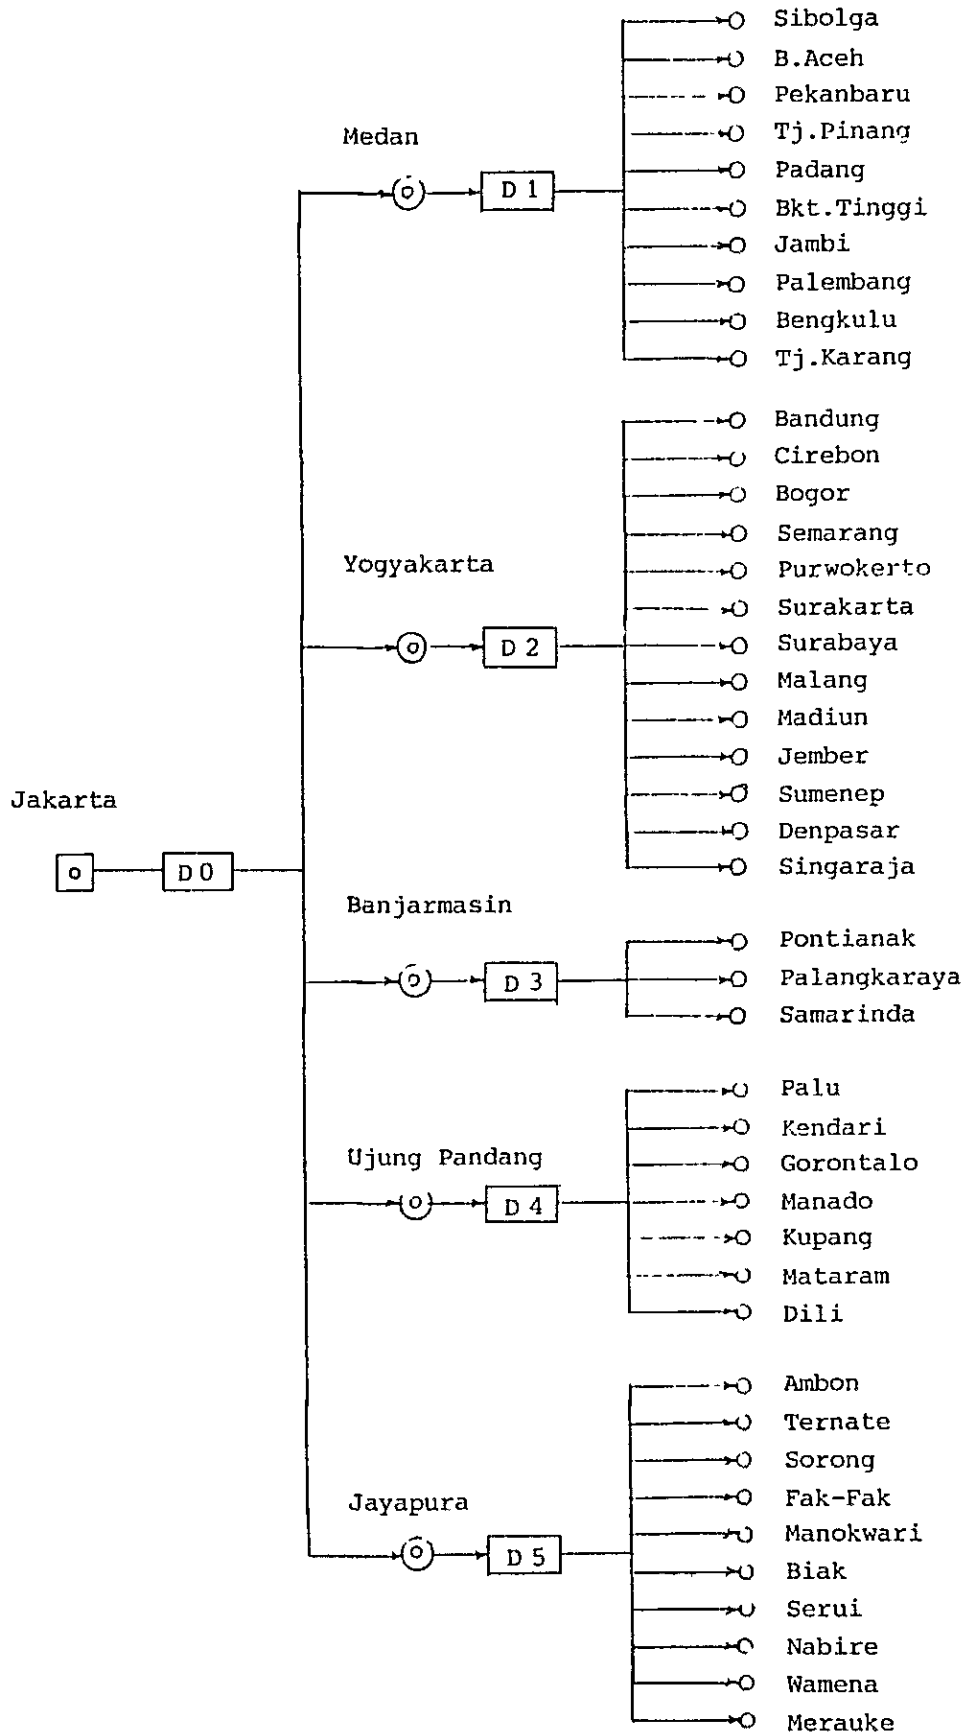 Jakarta
D0
Medan
D 1
Sibolga
B.Aceh
Pekanbaru
Tj.Pinang
Padang
Bkt.Tinggi
Jambi
Palembang
Bengkulu
Tj.Karang
Yogyakarta
D 2
Bandung
Cirebon
Bogor
Semarang
Purwokerto
Surakarta
Surabaya
Malang
Madiun
Jember
Sumenep
Denpasar
Singaraja
Banjarmasin
D 3
Pontianak
Palangkaraya
Samarinda
Ujung Pandang
D 4
Palu
Kendari
Gorontalo
Manado
Kupang
Mataram
Dili
Jayapura
D 5
Ambon
Ternate
Sorong
Fak-Fak
Manokwari
Biak
Serui
Nabire
Wamena
Merauke